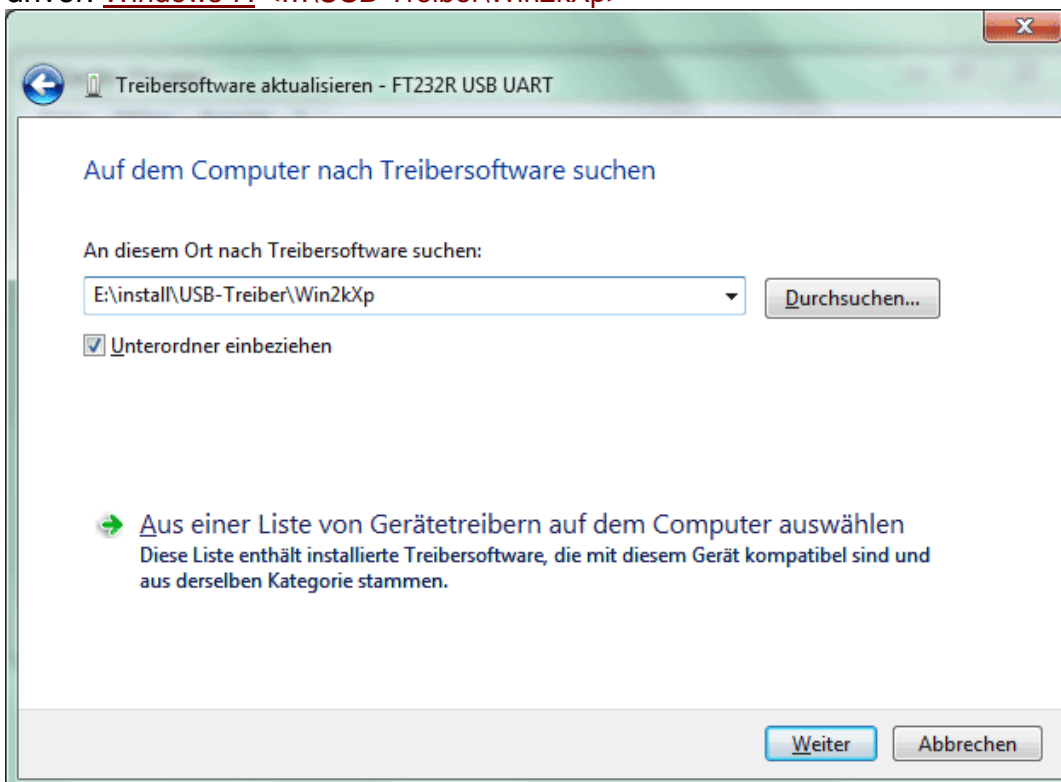 Treibersoftware aktualisieren - FT232R USB UART
Auf dem Computer nach Treibersoftware suchen
An diesem Ort nach Treibersoftware suchen:
E:\install\USB-Treiber\Win2kXp
Durchsuchen...
Unterordner einbeziehen
Aus einer Liste von Gerätetreibern auf dem Computer auswählen
Diese Liste enthält installierte Treibersoftware, die mit diesem Gerät kompatibel sind und
aus derselben Kategorie stammen.
Weiter
Abbrechen